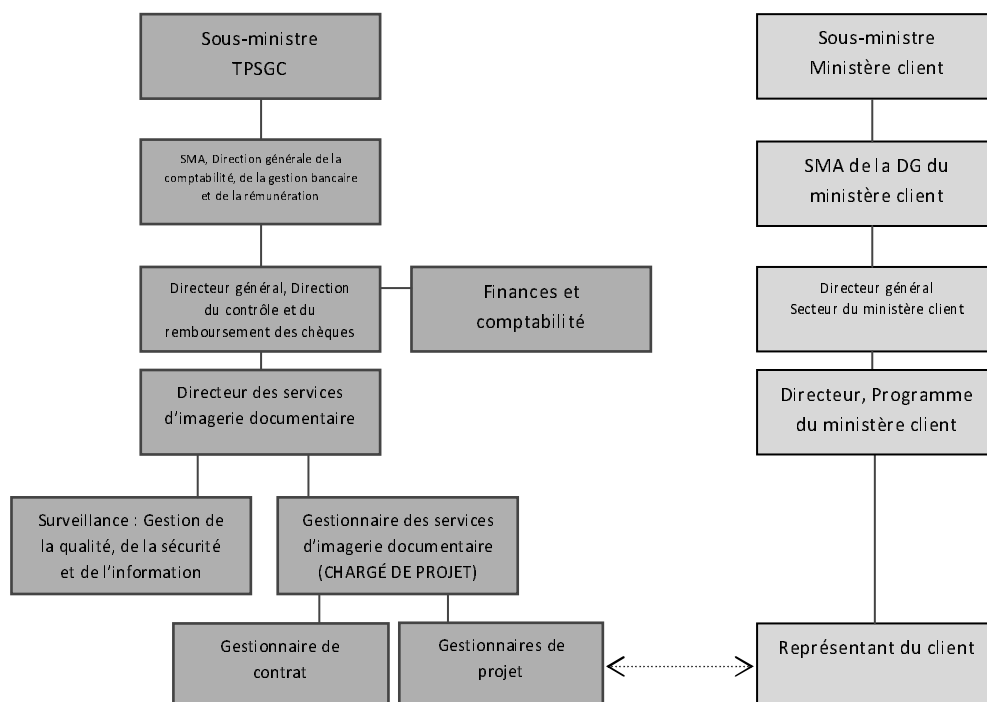 Sous-ministre
TPSGC
SMA, Direction générale de la
comptabilité, de la gestion bancaire
et de la rémunération
Directeur général, Direction
du contrôle et du
remboursement des chèques
Finances et
comptabilité
Directeur des services
d'imagerie documentaire
Surveillance : Gestion de
la qualité, de la sécurité
et de l'information
Gestionnaire des services
d'imagerie documentaire
(CHARGÉ DE PROJET)
Gestionnaire de
contrat
Gestionnaires de
projet
Sous-ministre
Ministère client
SMA de la DG du
ministère client
Directeur général
Secteur du ministère client
Directeur, Programme
du ministère client
Représentant du client